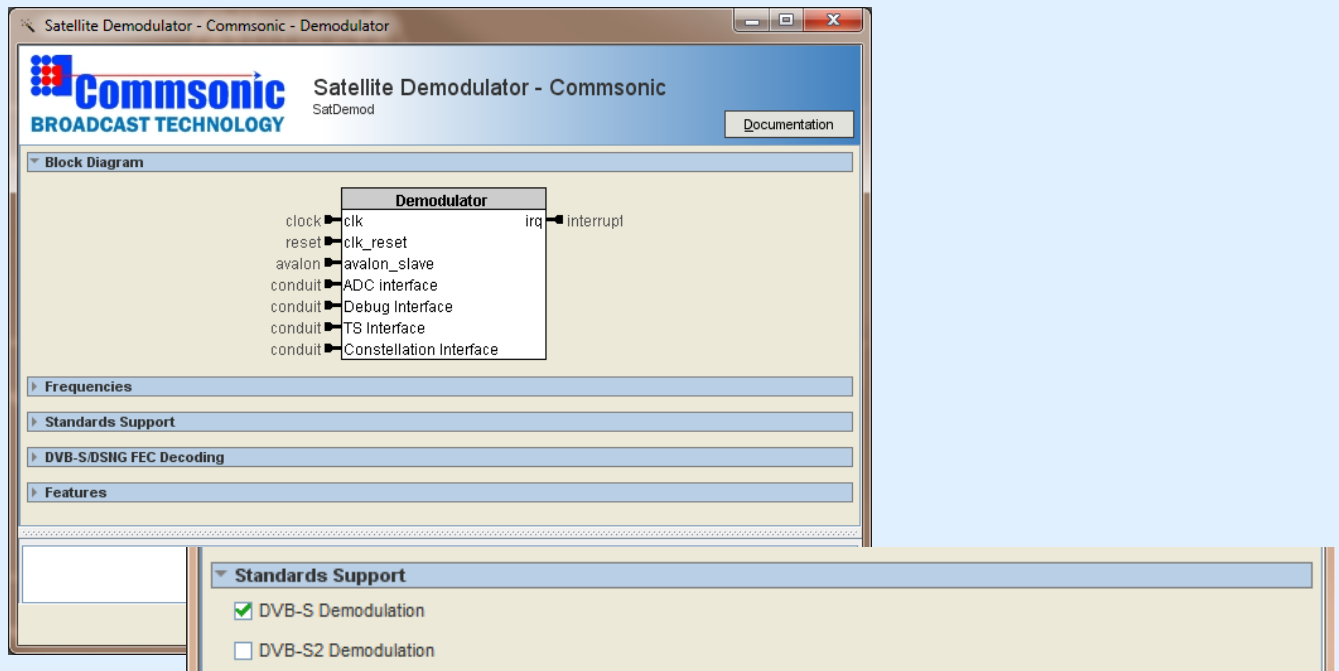 Satellite Demodulator - Commsonic - Demodulator
Commsonic
BROADCAST TECHNOLOGY
Satellite Demodulator - Commsonic
SatDemod
Documentation
Block Diagram
Demodulator
clock clk irq interrupt
reset clk_reset
avalon avalon_slave
conduit ADC interface
conduit Debug Interface
conduit TS Interface
conduit Constellation Interface
Frequencies
Standards Support
DVB-S/DSNG FEC Decoding
Features
Standards Support
DVB-S Demodulation
DVB-S2 Demodulation